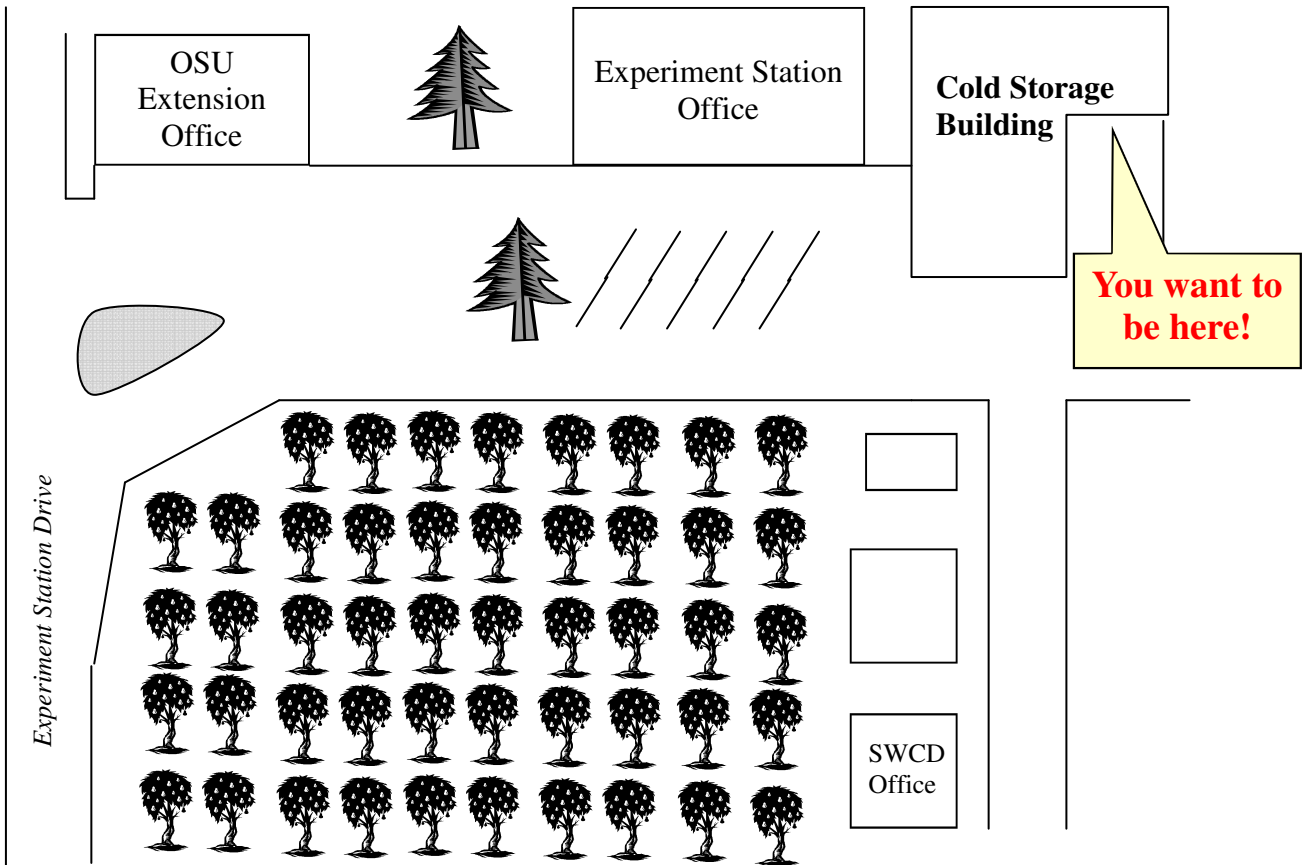 OSU
Extension
Office
Experiment Station
Office
Cold Storage
Building
You want to
be here!
Experiment Station Drive
SWCD
Office